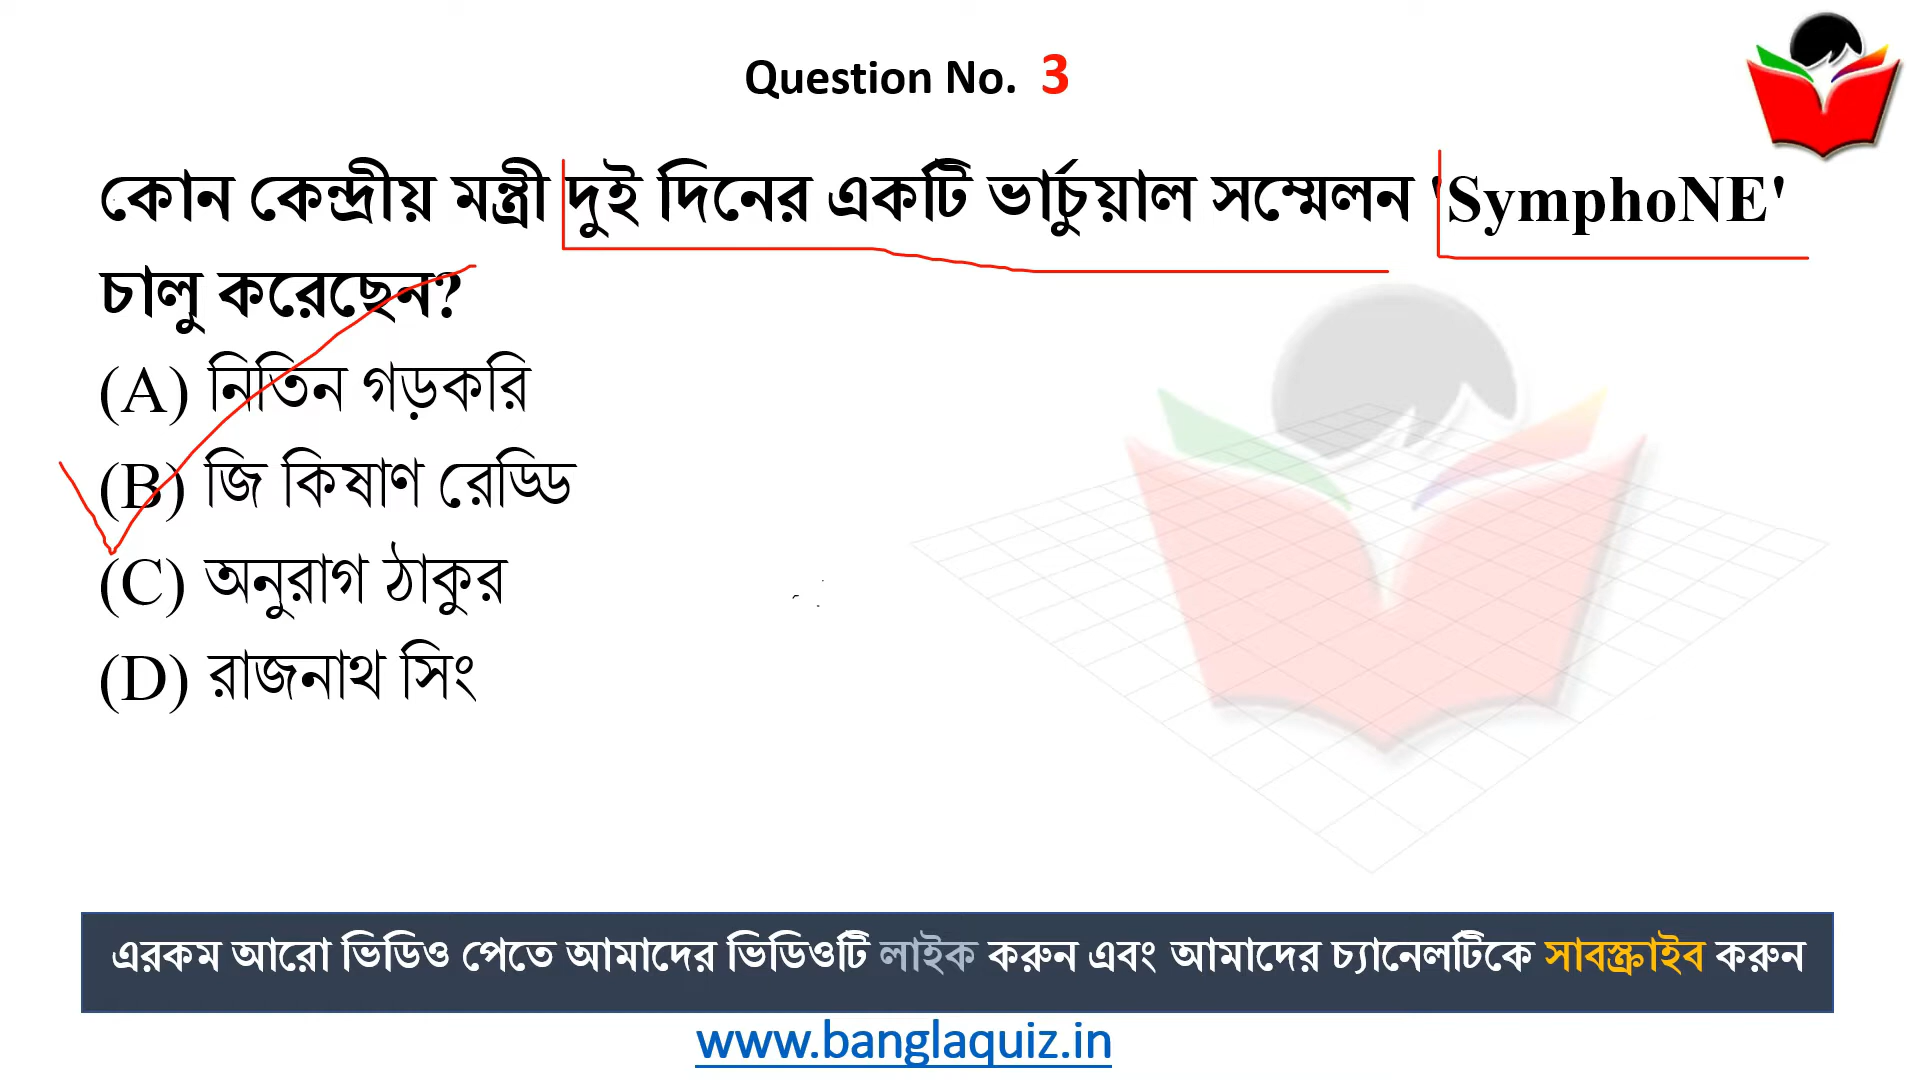 Question No. 3
কোন কেন্দ্রীয় মন্ত্রী দুই দিনের একটি ভার্চুয়াল সম্মেলন 'SymphoNE'
চালু করেছেন?
(A) নিতিন গড়করি
(B) জি কিষাণ রেড্ডি
(C) অনুরাগ ঠাকুর
(D) রাজনাথ সিং
এরকম আরো ভিডিও পেতে আমাদের ভিডিওটি লাইক করুন এবং আমাদের চ্যানেলটিকে সাবস্ক্রাইব করুন
www.banglaquiz.in